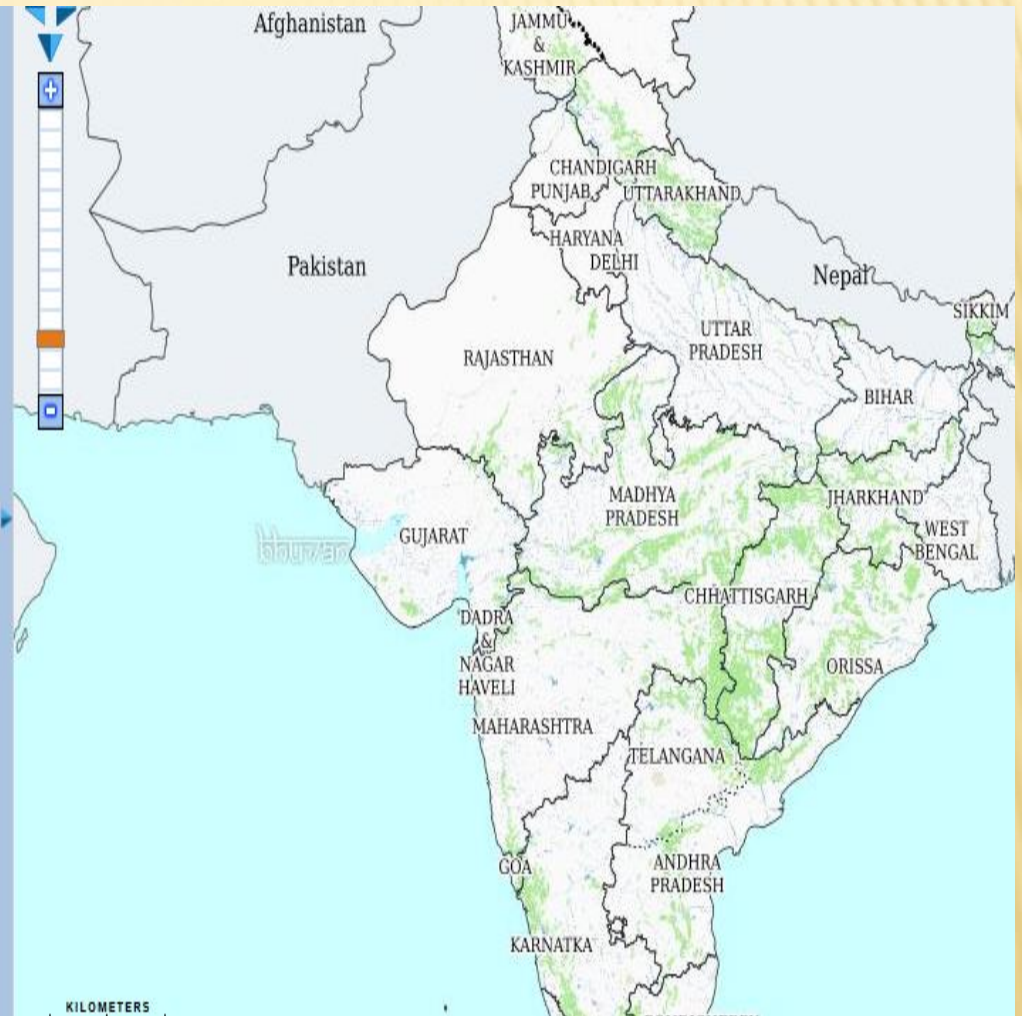 Afghanistan
JAMMU
&
KASHMIR
CHANDIGARH
PUNJAB
UTTARAKHAND
HARYANA
DELHI
Pakistan
Nepal
SIKKIM
UTTAR
PRADESH
RAJASTHAN
BIHAR
MADHYA
PRADESH
JHARKHAND
GUJARAT
WEST
BENGAL
bhuvan
CHHATTISGARH
DADRA
&
NAGAR
HAVELI
ORISSA
MAHARASHTRA
TELANGANA
GOA
ANDHRA
PRADESH
KARNATKA
KILOMETERS